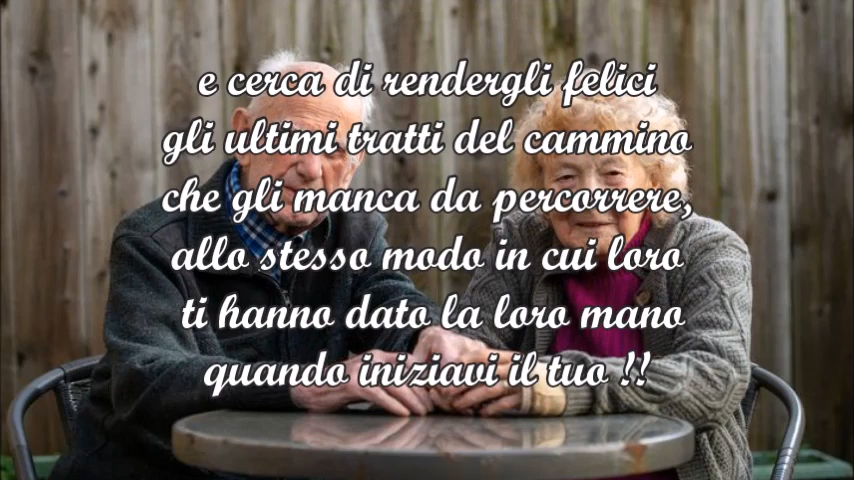 e cerca di rendergli felici
gli ultimi tratti del cammino
che gli manca da percorrere,
allo stesso modo in cui loro
ti hanno dato la loro mano
quando iniziavi il tuo !!